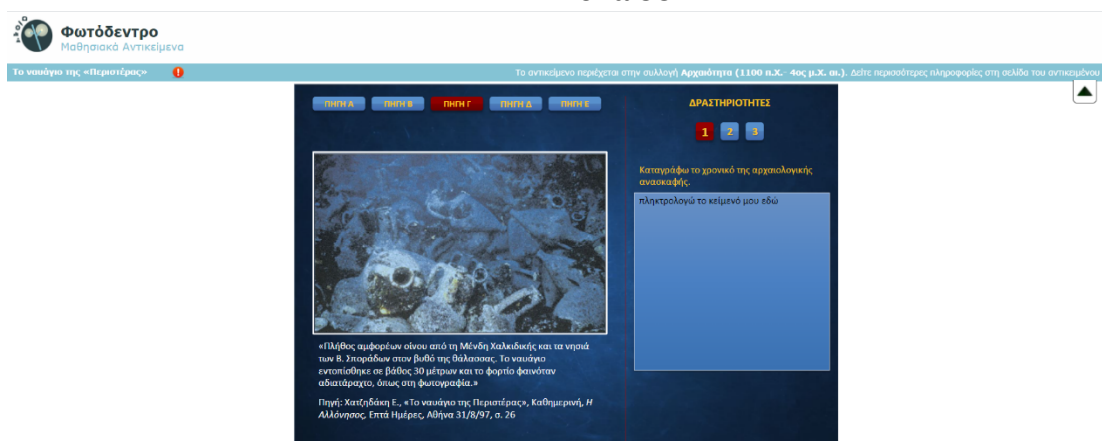 Φωτόδεντρο
Μαθησιακά Αντικείμενα
Το ναυάγιο της «Περιστέρας»
Το αντικείμενο περιέχεται στην συλλογή Αρχαιότητα (1100 π.Χ.- 4ος μ.Χ. αι.). Δείτε περισσότερες πληροφορίες στη σελίδα του αντικειμένου
ΠΗΓΗ Α ΠΗΓΗ Β ΠΗΓΗ Γ ΠΗΓΗ Δ ΠΗΓΗ Ε
«Πλήθος αμφορέων οίνου από τη Μένδη Χαλκιδικής και τα νησιά
των Β. Σποράδων στον βυθό της θάλασσας. Το ναυάγιο
εντοπίσθηκε σε βάθος 30 μέτρων και το φορτίο φαινόταν
αδιατάραχτο, όπως στη φωτογραφία.»
Πηγή: Χατζηδάκη Ε., «Το ναυάγιο της Περιστέρας», Καθημερινή, Η
Αλλόνησος, Επτά Ημέρες, Αθήνα 31/8/97, σ. 26
ΔΡΑΣΤΗΡΙΟΤΗΤΕΣ
1 2 3
Καταγράφω το χρονικό της αρχαιολογικής
ανασκαφής.
πληκτρολογώ το κείμενό μου εδώ